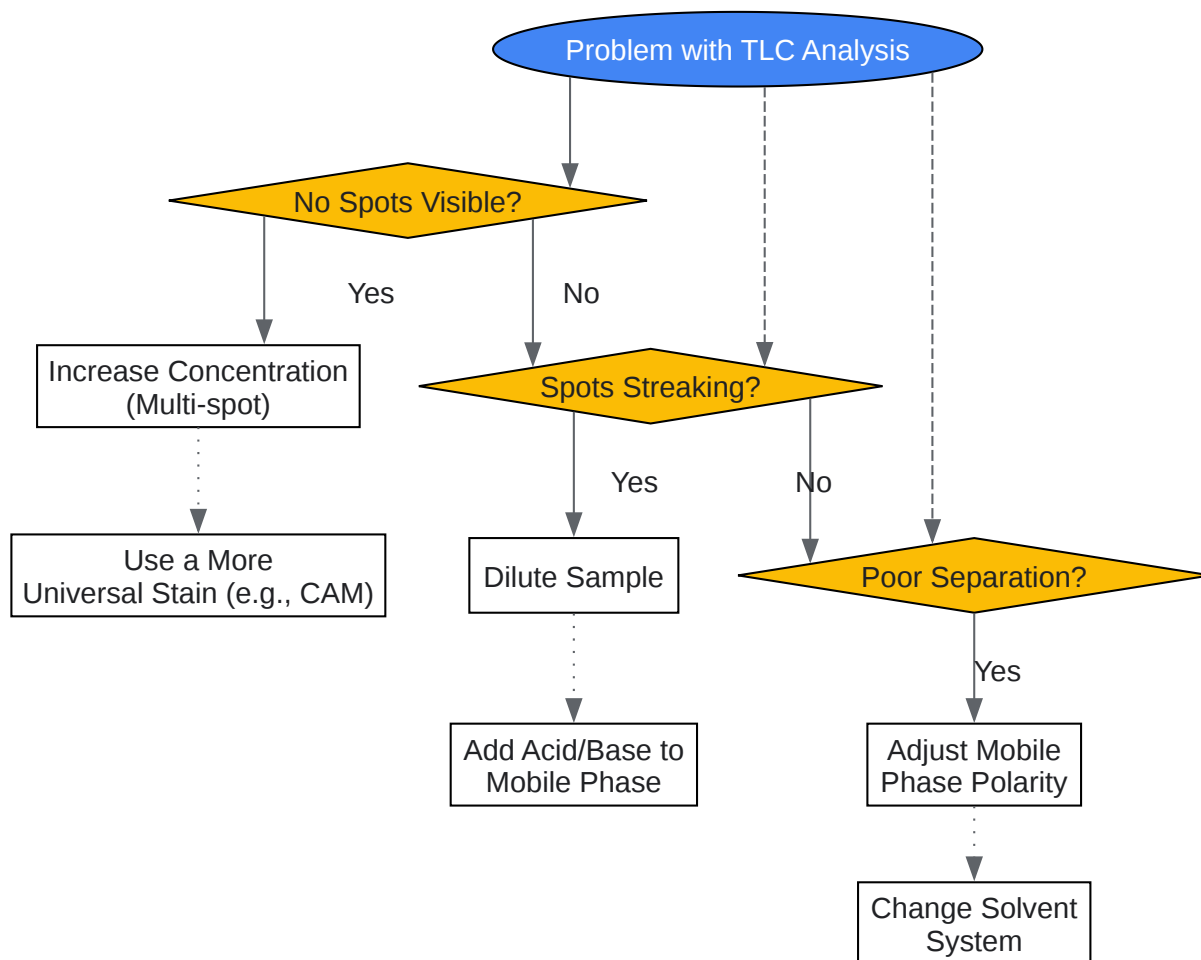 Problem with TLC Analysis
No Spots Visible?
Yes
No
Increase Concentration
(Multi-spot)
Spots Streaking?
Yes
No
Use a More
Universal Stain (e.g., CAM)
Dilute Sample
Poor Separation?
Yes
Add Acid/Base to
Mobile Phase
Adjust Mobile
Phase Polarity
Change Solvent
System